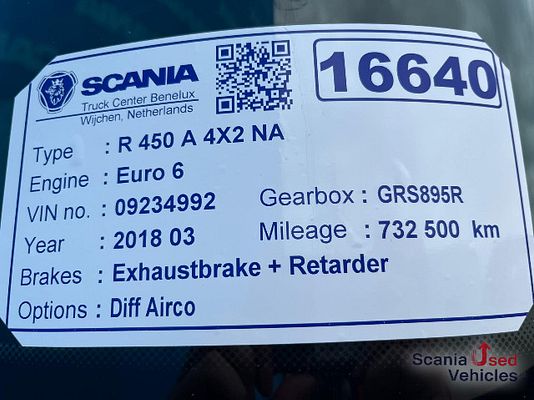 SCANIA
Truck Center Benelux
Wijchen, Netherlands
16640
Type : R 450 A 4X2 NA
Engine : Euro 6
VIN no. : 09234992
Gearbox : GRS895R
Year : 2018 03
Mileage : 732 500 km
Brakes : Exhaustbrake + Retarder
Options : Diff Airco
Scania Used
Vehicles